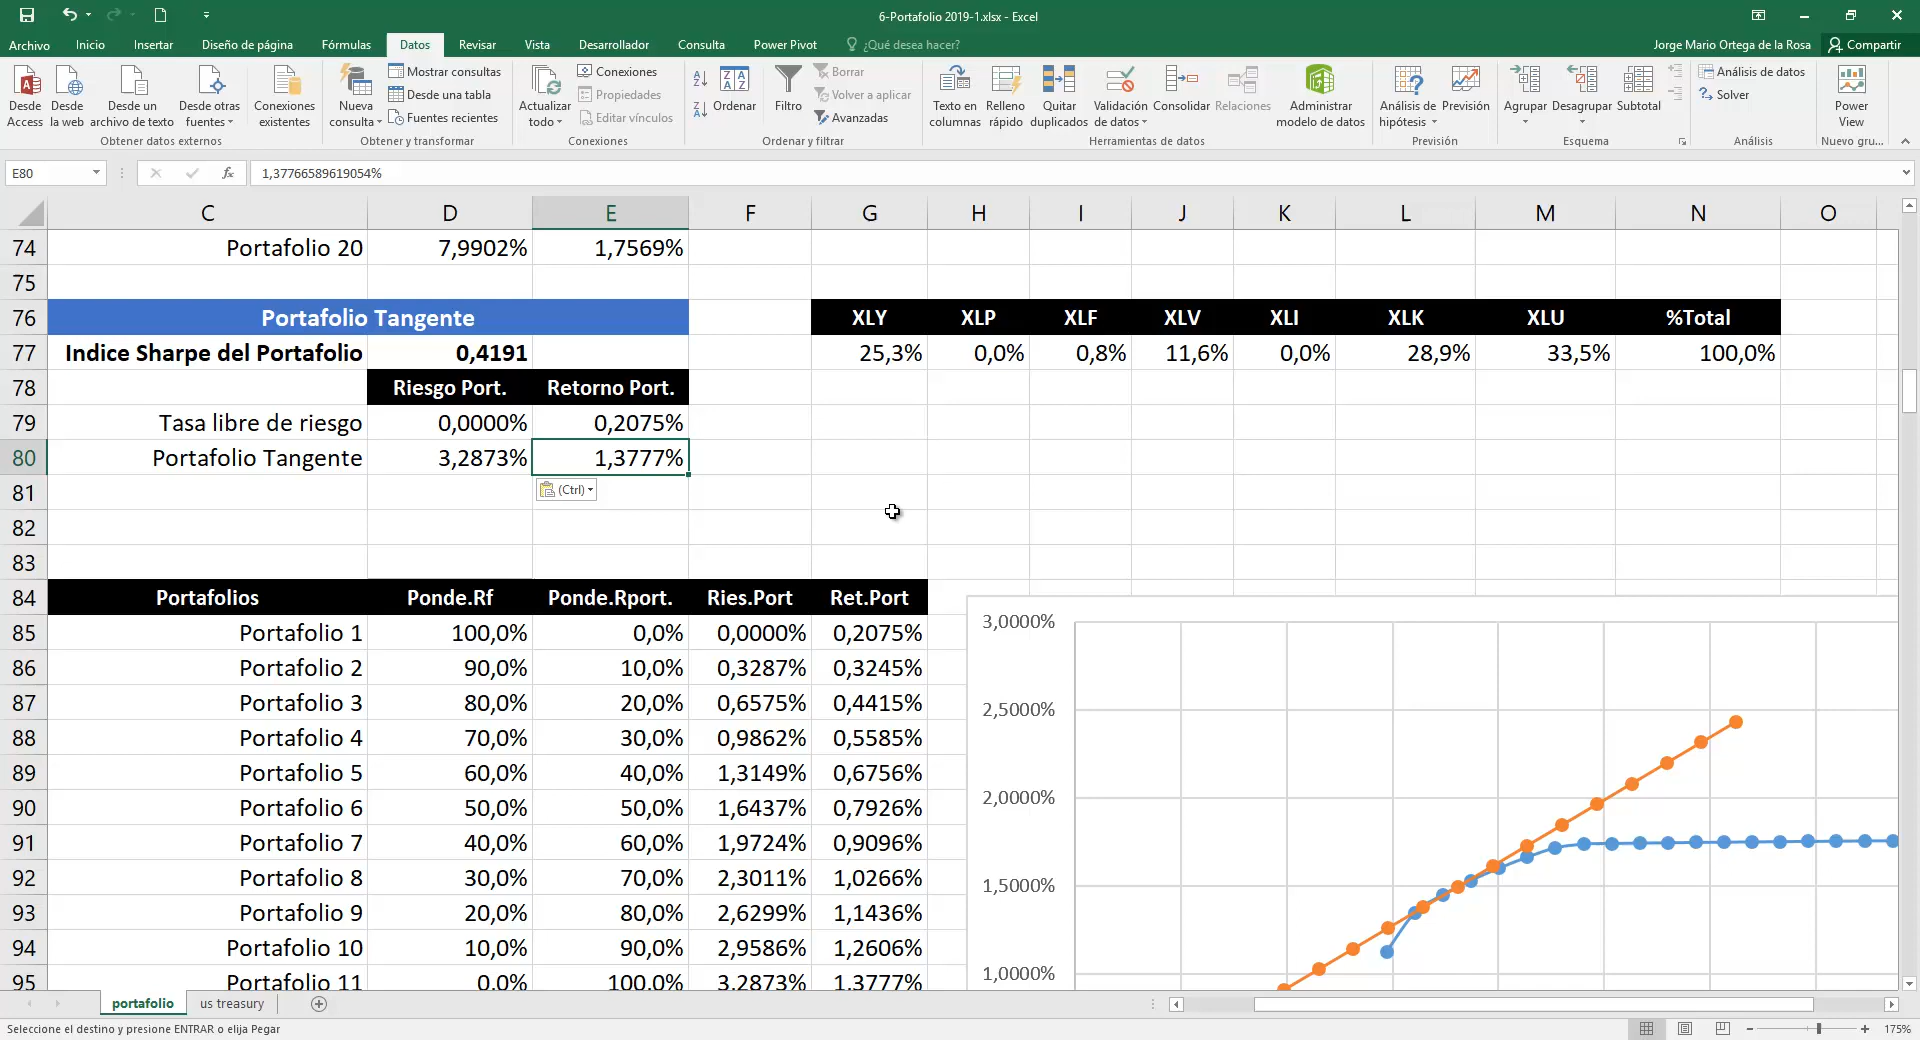 6-Portafolio 2019-1.xlsx - Excel
Archivo Inicio Insertar Diseño de página Fórmulas Datos Revisar Vista Desarrollador Consulta Power Pivot ¿Qué desea hacer? Jorge Mario Ortega de la Rosa Compartir
Desde Access
Desde la web
Desde un archivo de texto
Desde otras fuentes
Conexiones existentes
Obtener datos externos
Nueva consulta
Mostrar consultas
Desde una tabla
Fuentes recientes
Obtener y transformar
Actualizar todo
Conexiones
Propiedades
Editar vínculos
Conexiones
Ordenar
Filtro
Borrar
Volver a aplicar
Avanzadas
Ordenar y filtrar
Texto en columnas
Relleno rápido
Quitar duplicados
Validación de datos
Consolidar
Relaciones
Administrar modelo de datos
Herramientas de datos
Análisis de hipótesis
Previsión
Previsión
Agrupar
Desagrupar
Subtotal
Esquema
Análisis de datos
Solver
Análisis
Power View
Nuevo gru...
E80 fx 1,37766589619054%
C D E F G H I J K L M N O
74 Portafolio 20 7,9902% 1,7569%
75
76 Portafolio Tangente XLY XLP XLF XLV XLI XLK XLU %Total
77 Indice Sharpe del Portafolio 0,4191 25,3% 0,0% 0,8% 11,6% 0,0% 28,9% 33,5% 100,0%
78 Riesgo Port. Retorno Port.
79 Tasa libre de riesgo 0,0000% 0,2075%
80 Portafolio Tangente 3,2873% 1,3777%
81 (Ctrl)
82
83
84 Portafolios Ponde.Rf Ponde.Rport. Ries.Port Ret.Port
85 Portafolio 1 100,0% 0,0% 0,0000% 0,2075%
86 Portafolio 2 90,0% 10,0% 0,3287% 0,3245%
87 Portafolio 3 80,0% 20,0% 0,6575% 0,4415%
88 Portafolio 4 70,0% 30,0% 0,9862% 0,5585%
89 Portafolio 5 60,0% 40,0% 1,3149% 0,6756%
90 Portafolio 6 50,0% 50,0% 1,6437% 0,7926%
91 Portafolio 7 40,0% 60,0% 1,9724% 0,9096%
92 Portafolio 8 30,0% 70,0% 2,3011% 1,0266%
93 Portafolio 9 20,0% 80,0% 2,6299% 1,1436%
94 Portafolio 10 10,0% 90,0% 2,9586% 1,2606%
95 Portafolio 11 0,0% 100,0% 3,2873% 1,3777%
3,0000%
2,5000%
2,0000%
1,5000%
1,0000%
portafolio us treasury
Seleccione el destino y presione ENTRAR o elija Pegar 175%